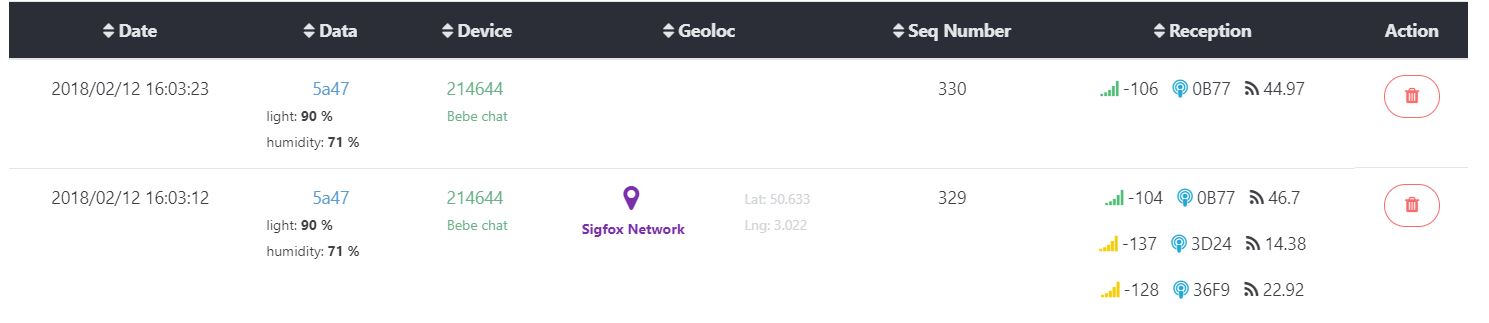 Date Data Device Geoloc Seq Number Reception Action
2018/02/12 16:03:23 5a47 214644 330 -106 0B77 44.97
light: 90 % Bebe chat
humidity: 71 %
2018/02/12 16:03:12 5a47 214644 Lat: 50.633 329 -104 0B77 46.7
light: 90 % Bebe chat Sigfox Network Lng: 3.022
humidity: 71 % -137 3D24 14.38
-128 36F9 22.92